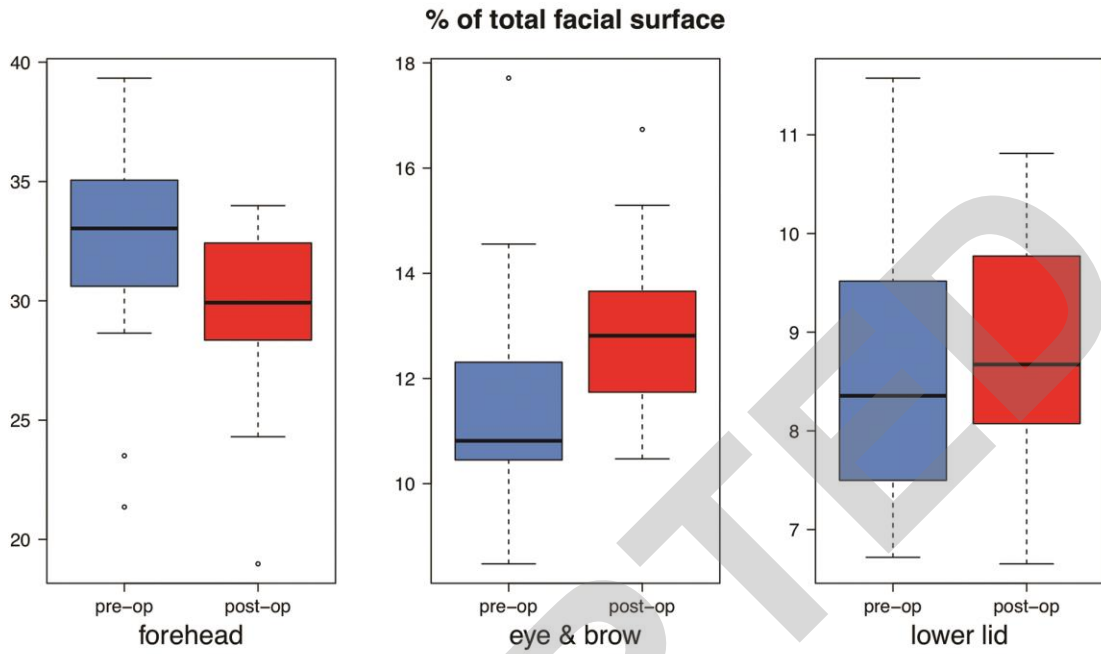 % of total facial surface
40
35
30
25
20
pre-op post-op
forehead
18
16
14
12
10
pre-op post-op
eye & brow
11
10
9
8
7
pre-op post-op
lower lid
PTED